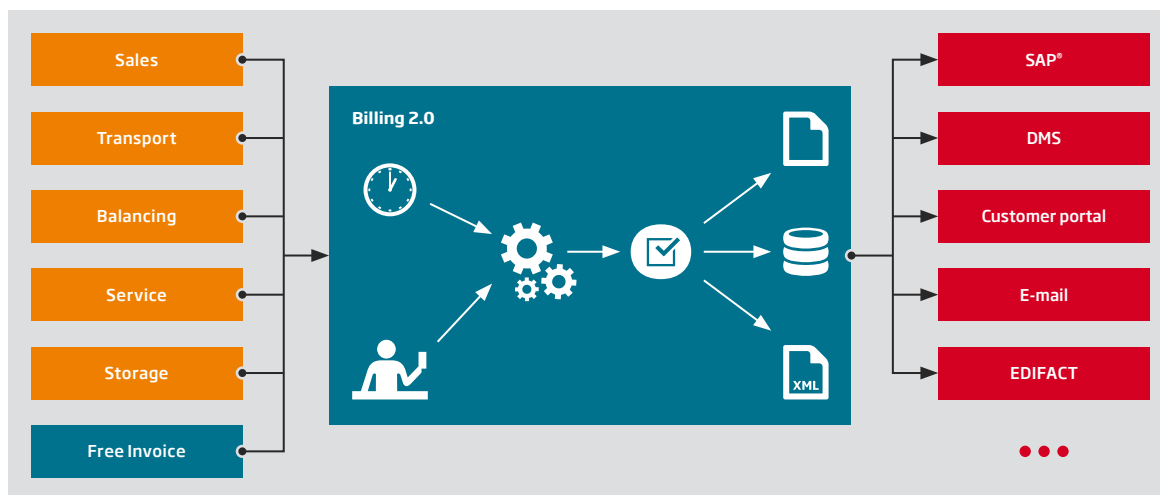 Sales
Transport
Balancing
Service
Storage
Free Invoice
Billing 2.0
XML
SAP®
DMS
Customer portal
E-mail
EDIFACT